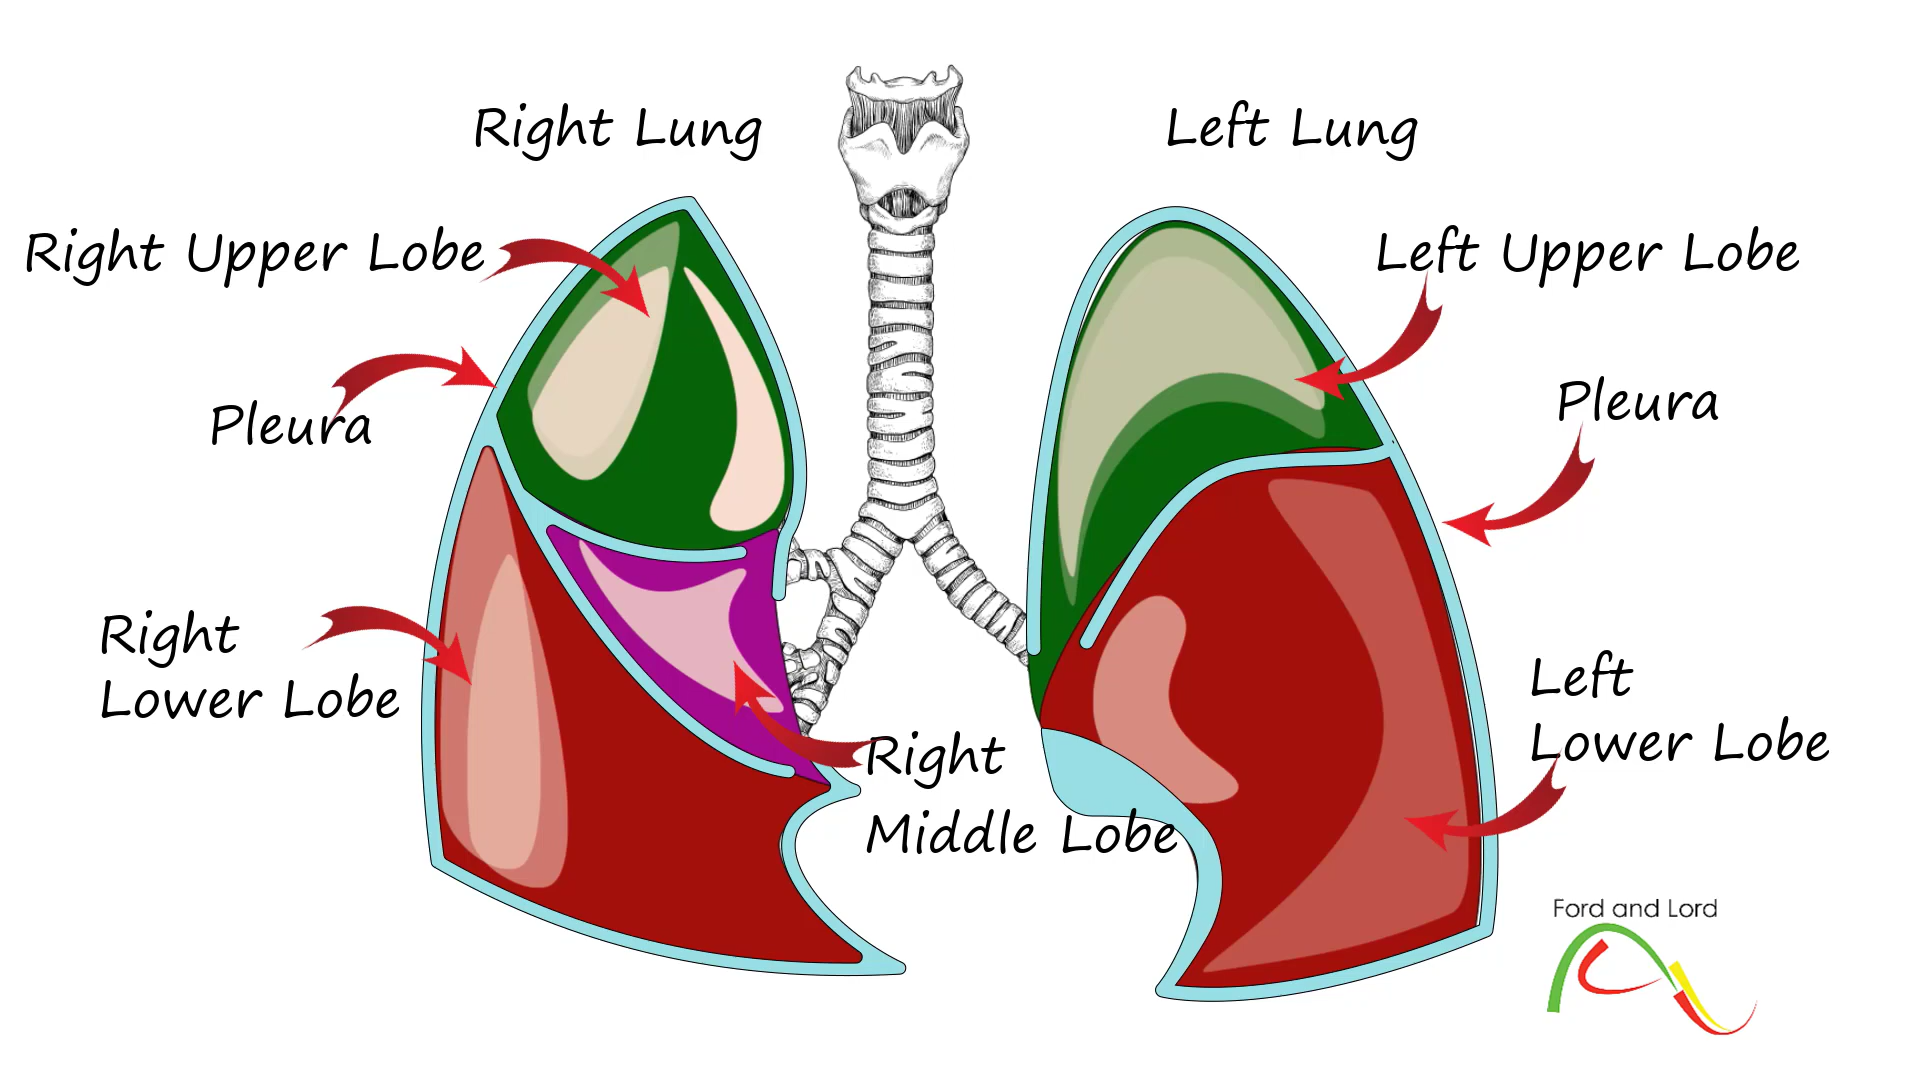 Right Lung
Left Lung
Right Upper Lobe
Left Upper Lobe
Pleura
Pleura
Right
Lower Lobe
Left
Lower Lobe
Right
Middle Lobe
Ford and Lord